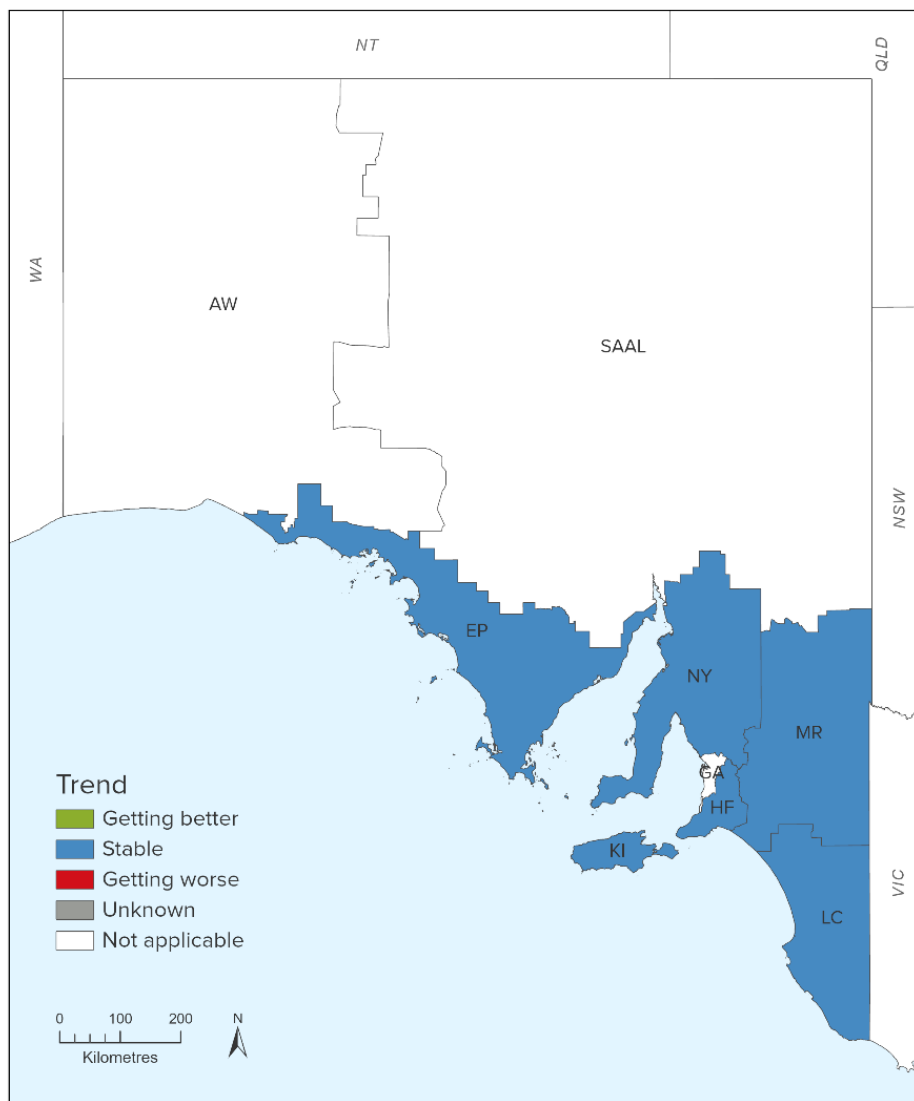 NT
QLD
WA
AW
SAAL
NSW
EP
NY
MR
GA
HF
KI
LC
VIC
Trend
Getting better
Stable
Getting worse
Unknown
Not applicable
0 100 200
Kilometres
N